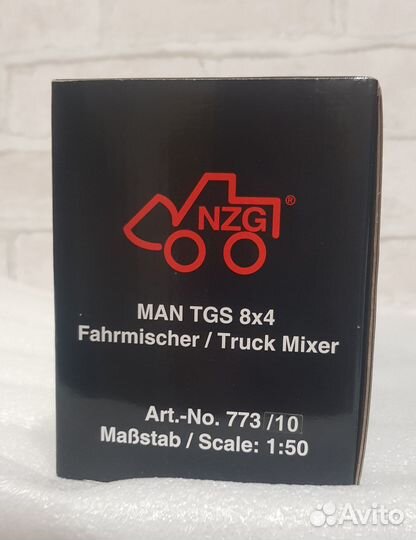 NZG®
MAN TGS 8x4
Fahrmischer / Truck Mixer
Art.-No. 773 /10
Maßstab / Scale: 1:50
Avito